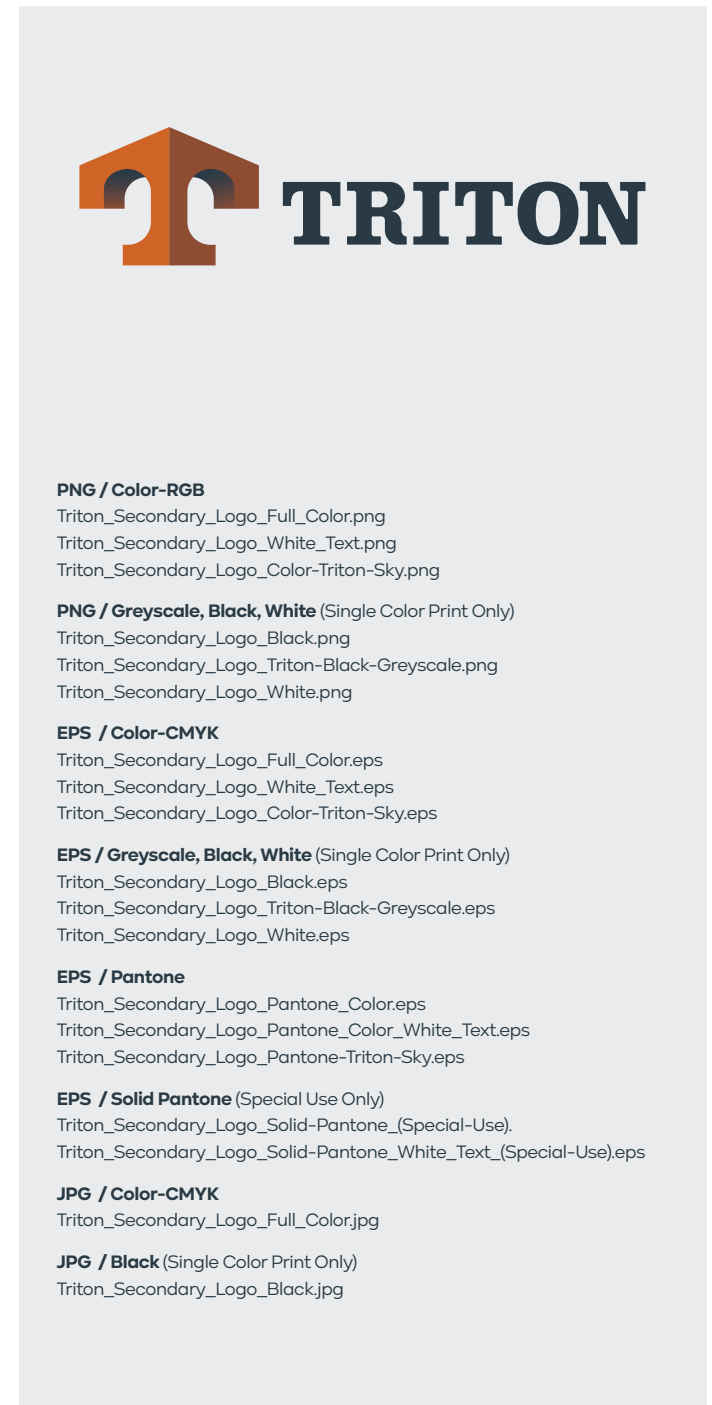 TRITON
PNG / Color-RGB
Triton_Secondary_Logo_Full_Color.png
Triton_Secondary_Logo_White_Text.png
Triton_Secondary_Logo_Color-Triton-Sky.png
PNG / Greyscale, Black, White (Single Color Print Only)
Triton_Secondary_Logo_Black.png
Triton_Secondary_Logo_Triton-Black-Greyscale.png
Triton_Secondary_Logo_White.png
EPS / Color-CMYK
Triton_Secondary_Logo_Full_Color.eps
Triton_Secondary_Logo_White_Text.eps
Triton_Secondary_Logo_Color-Triton-Sky.eps
EPS / Greyscale, Black, White (Single Color Print Only)
Triton_Secondary_Logo_Black.eps
Triton_Secondary_Logo_Triton-Black-Greyscale.eps
Triton_Secondary_Logo_White.eps
EPS / Pantone
Triton_Secondary_Logo_Pantone_Color.eps
Triton_Secondary_Logo_Pantone_Color_White_Text.eps
Triton_Secondary_Logo_Pantone-Triton-Sky.eps
EPS / Solid Pantone (Special Use Only)
Triton_Secondary_Logo_Solid-Pantone_(Special-Use).
Triton_Secondary_Logo_Solid-Pantone_White_Text_(Special-Use).eps
JPG / Color-CMYK
Triton_Secondary_Logo_Full_Color.jpg
JPG / Black (Single Color Print Only)
Triton_Secondary_Logo_Black.jpg